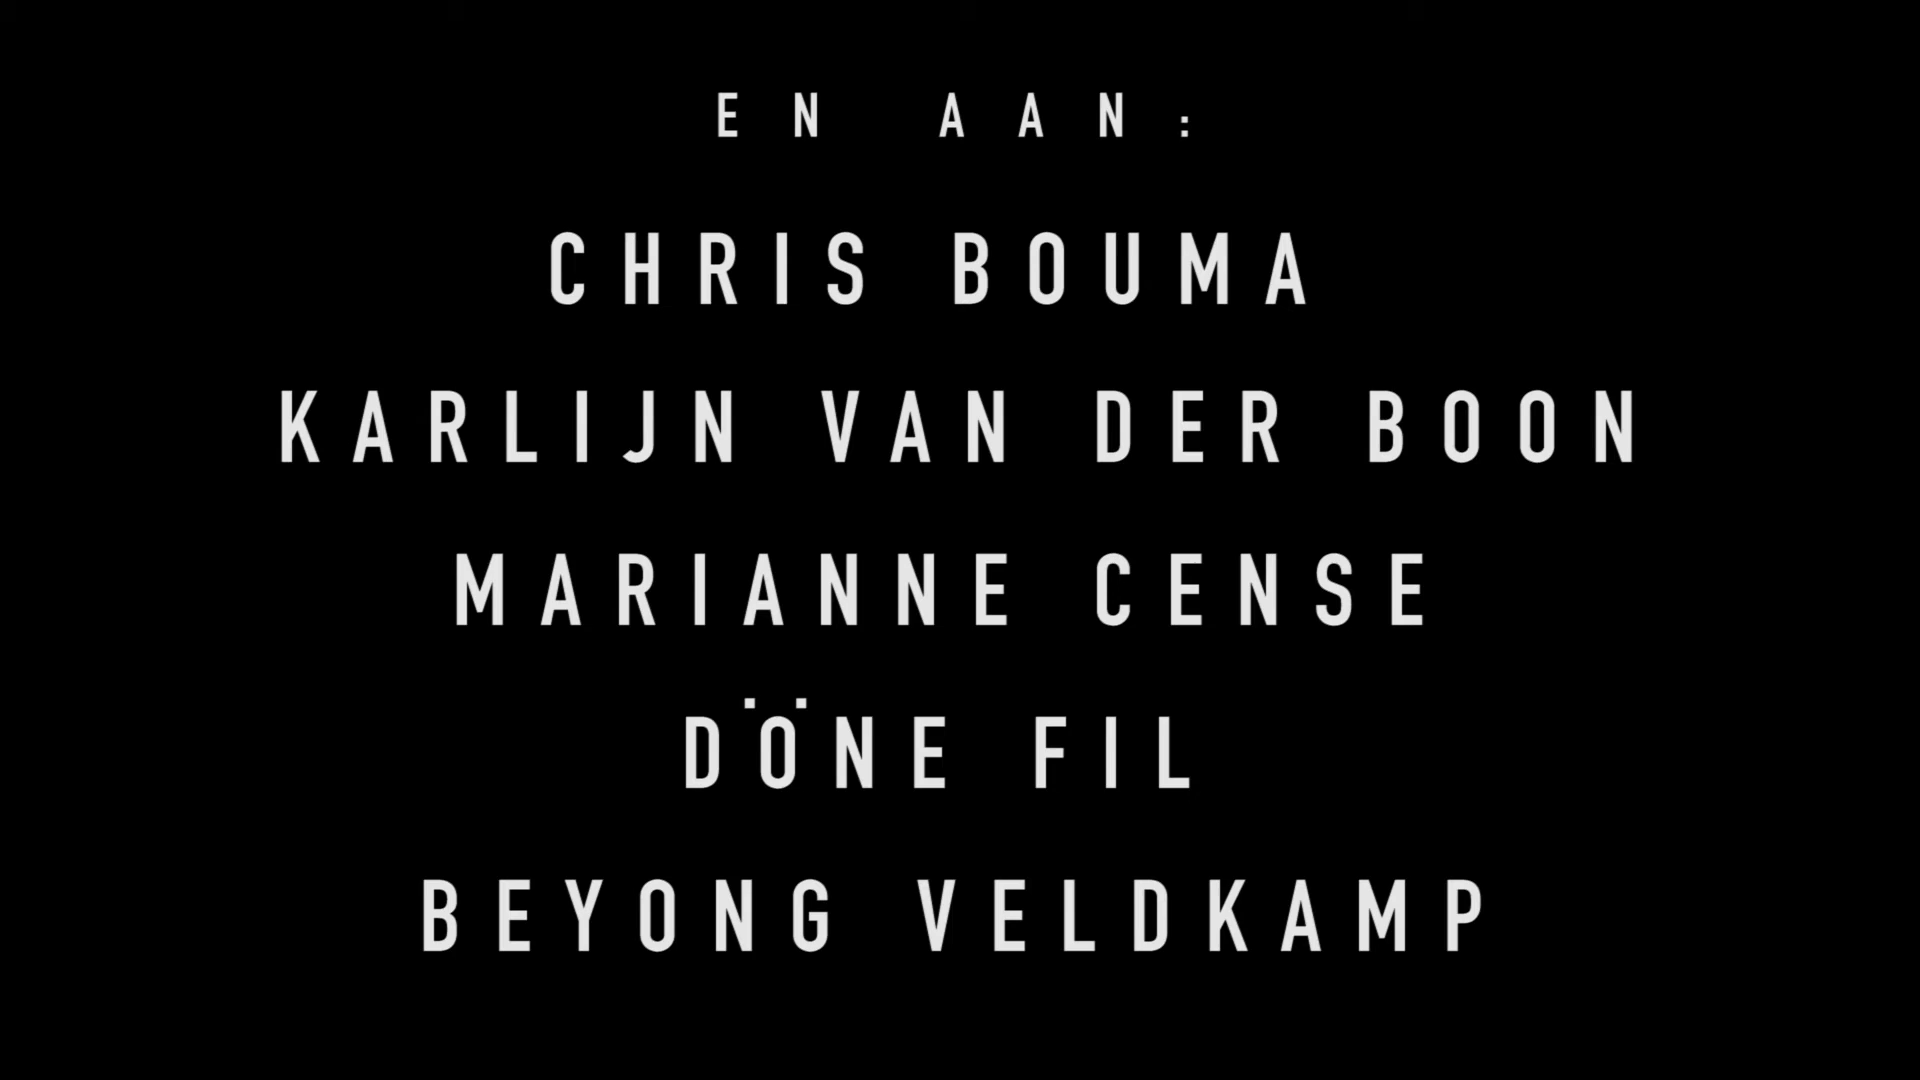 EN AAN:
CHRIS BOUMA
KARLIJN VAN DER BOON
MARIANNE CENSE
DÖNE FIL
BEYONG VELDKAMP